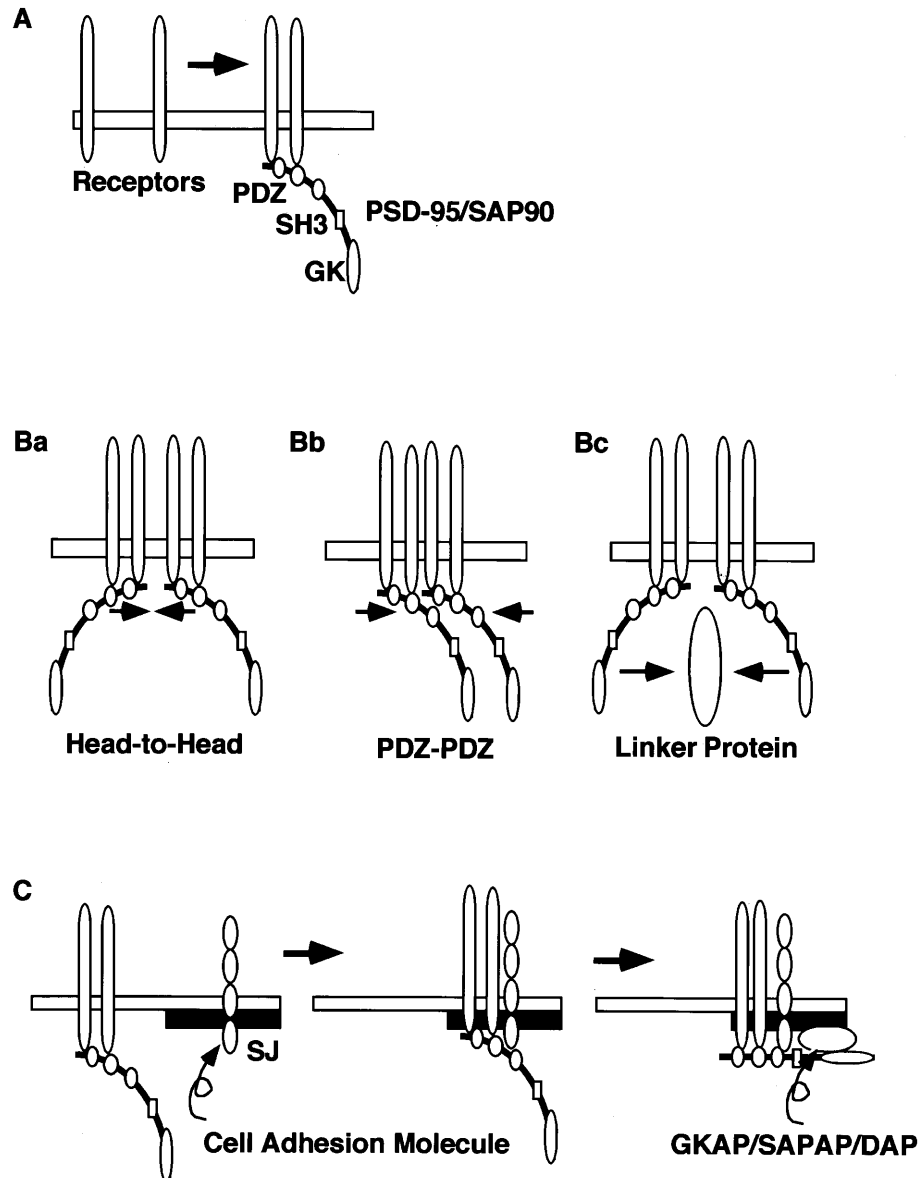 A
Receptors
PDZ
PSD-95/SAP90
SH3
GK
Ba
Bb
Bc
Head-to-Head
PDZ-PDZ
Linker Protein
C
SJ
Cell Adhesion Molecule
GKAP/SAPAP/DAP